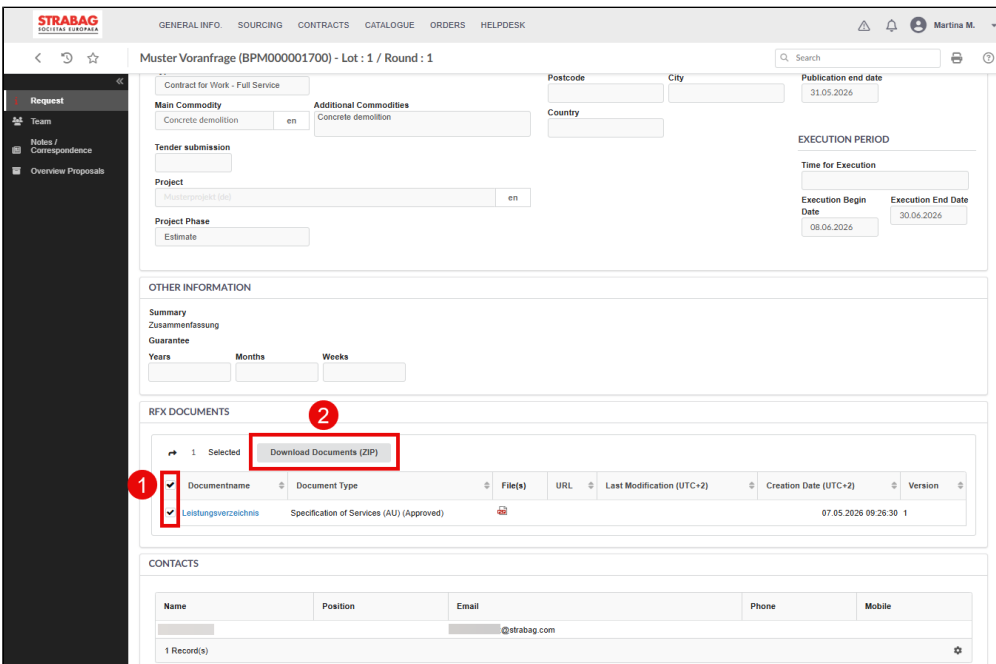 STRABAG
SOCIETAS EUROPAEA
GENERAL INFO. SOURCING CONTRACTS CATALOGUE ORDERS HELPDESK
Martina M.
Muster Voranfrage (BPM000001700) - Lot : 1 / Round : 1
Search
Request
Team
Notes /
Correspondence
Overview Proposals
Contract for Work - Full Service
Postcode City Publication end date
31.05.2026
Main Commodity Additional Commodities
Concrete demolition en Concrete demolition
Country
Tender submission
EXECUTION PERIOD
Time for Execution
Project
Musterprojekt (de) en
Execution Begin Date Execution End Date
08.06.2026 30.06.2026
Project Phase
Estimate
OTHER INFORMATION
Summary
Zusammenfassung
Guarantee
Years Months Weeks
RFX DOCUMENTS
2
1 Selected Download Documents (ZIP)
1
Documentname Document Type File(s) URL Last Modification (UTC+2) Creation Date (UTC+2) Version
Leistungsverzeichnis Specification of Services (AU) (Approved) 07.05.2026 09:26:30 1
CONTACTS
Name Position Email Phone Mobile
@strabag.com
1 Record(s)